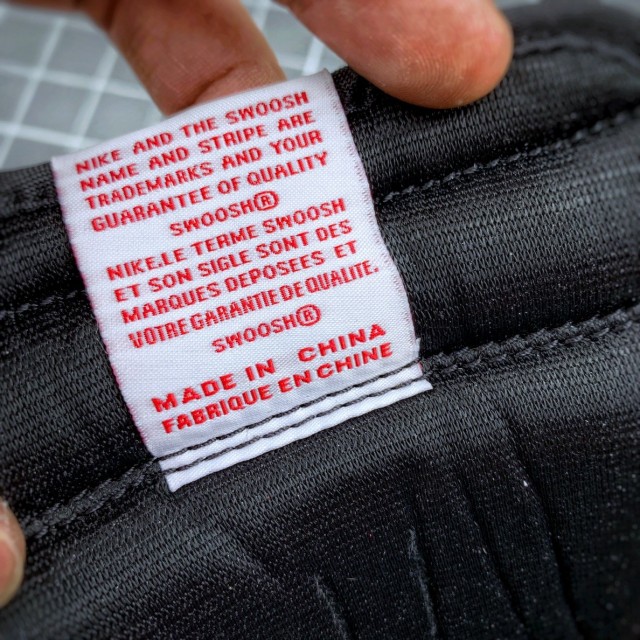 NIKE AND THE SWOOSH
NAME AND STRIPE ARE
TRADEMARKS AND YOUR
GUARANTEE OF QUALITY
SWOOSH®
NIKE.LE TERME SWOOSH
ET SON SIGLE SONT DES
MARQUES DEPOSEES ET
VOTRE GARANTIE DE QUALITE.
SWOOSH®
MADE IN CHINA
FABRIQUE EN CHINE